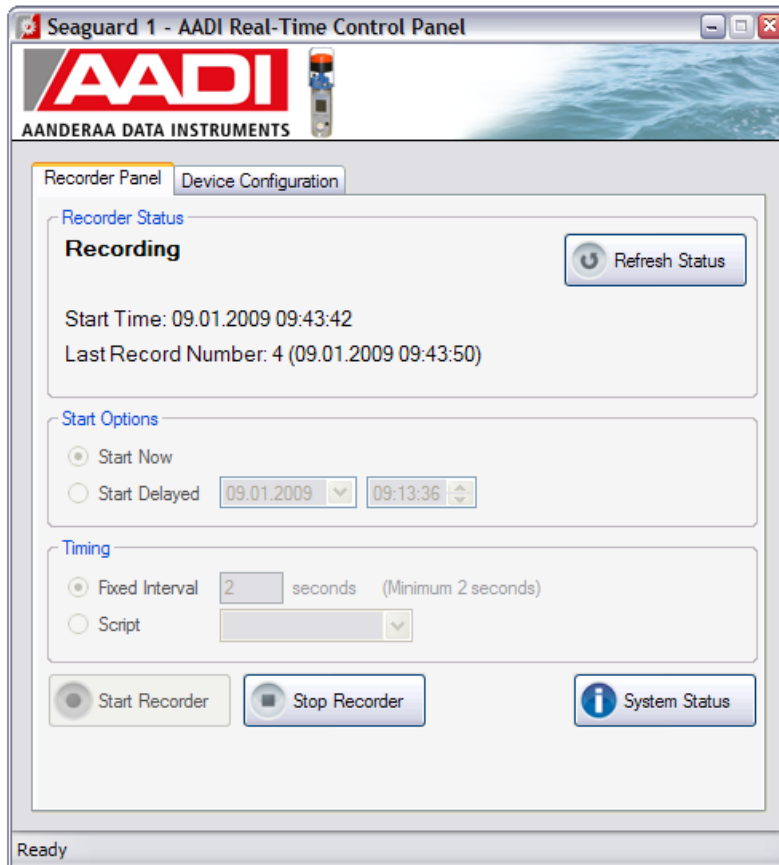 Seaguard 1 - AADI Real-Time Control Panel
AADI
AANDERAA DATA INSTRUMENTS
Recorder Panel Device Configuration
Recorder Status
Recording
Refresh Status
Start Time: 09.01.2009 09:43:42
Last Record Number: 4 (09.01.2009 09:43:50)
Start Options
Start Now
Start Delayed 09.01.2009 09:13:36
Timing
Fixed Interval 2 seconds (Minimum 2 seconds)
Script
Start Recorder Stop Recorder System Status
Ready